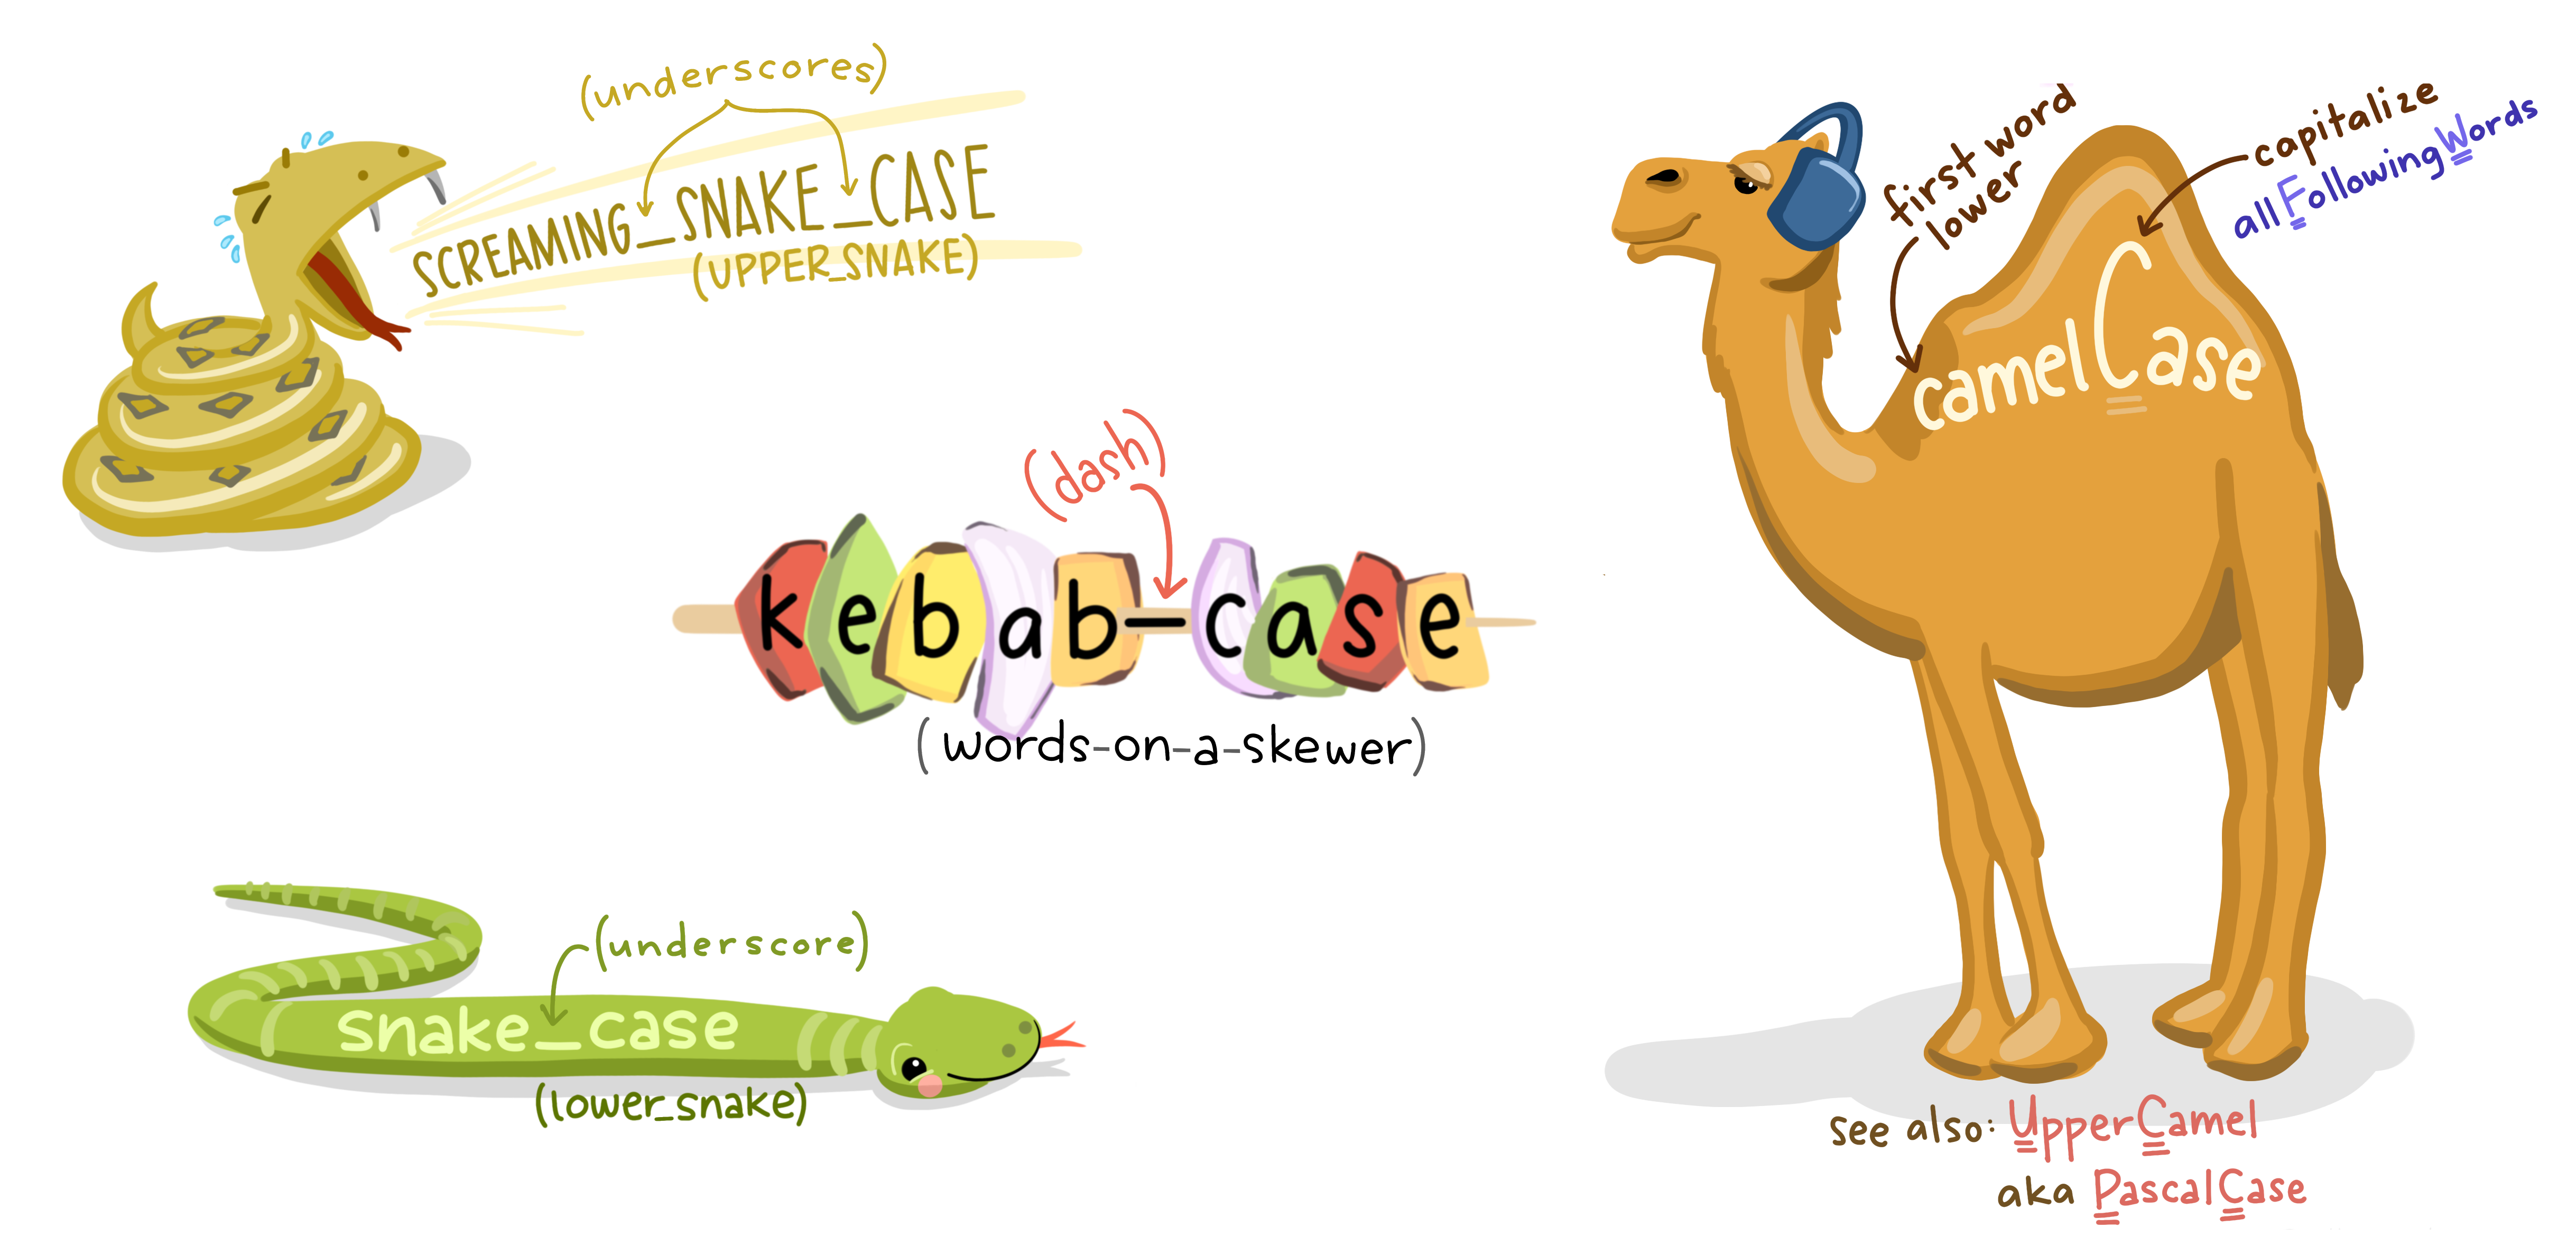 (underscores)
SCREAMING_SNAKE_CASE
(UPPER_SNAKE)
(dash)
kebab-case
(words-on-a-skewer)
(underscore)
snake_case
(lower_snake)
first word
lower
capitalize
allFollowingWords
camelCase
see also: UpperCamel
aka PascalCase